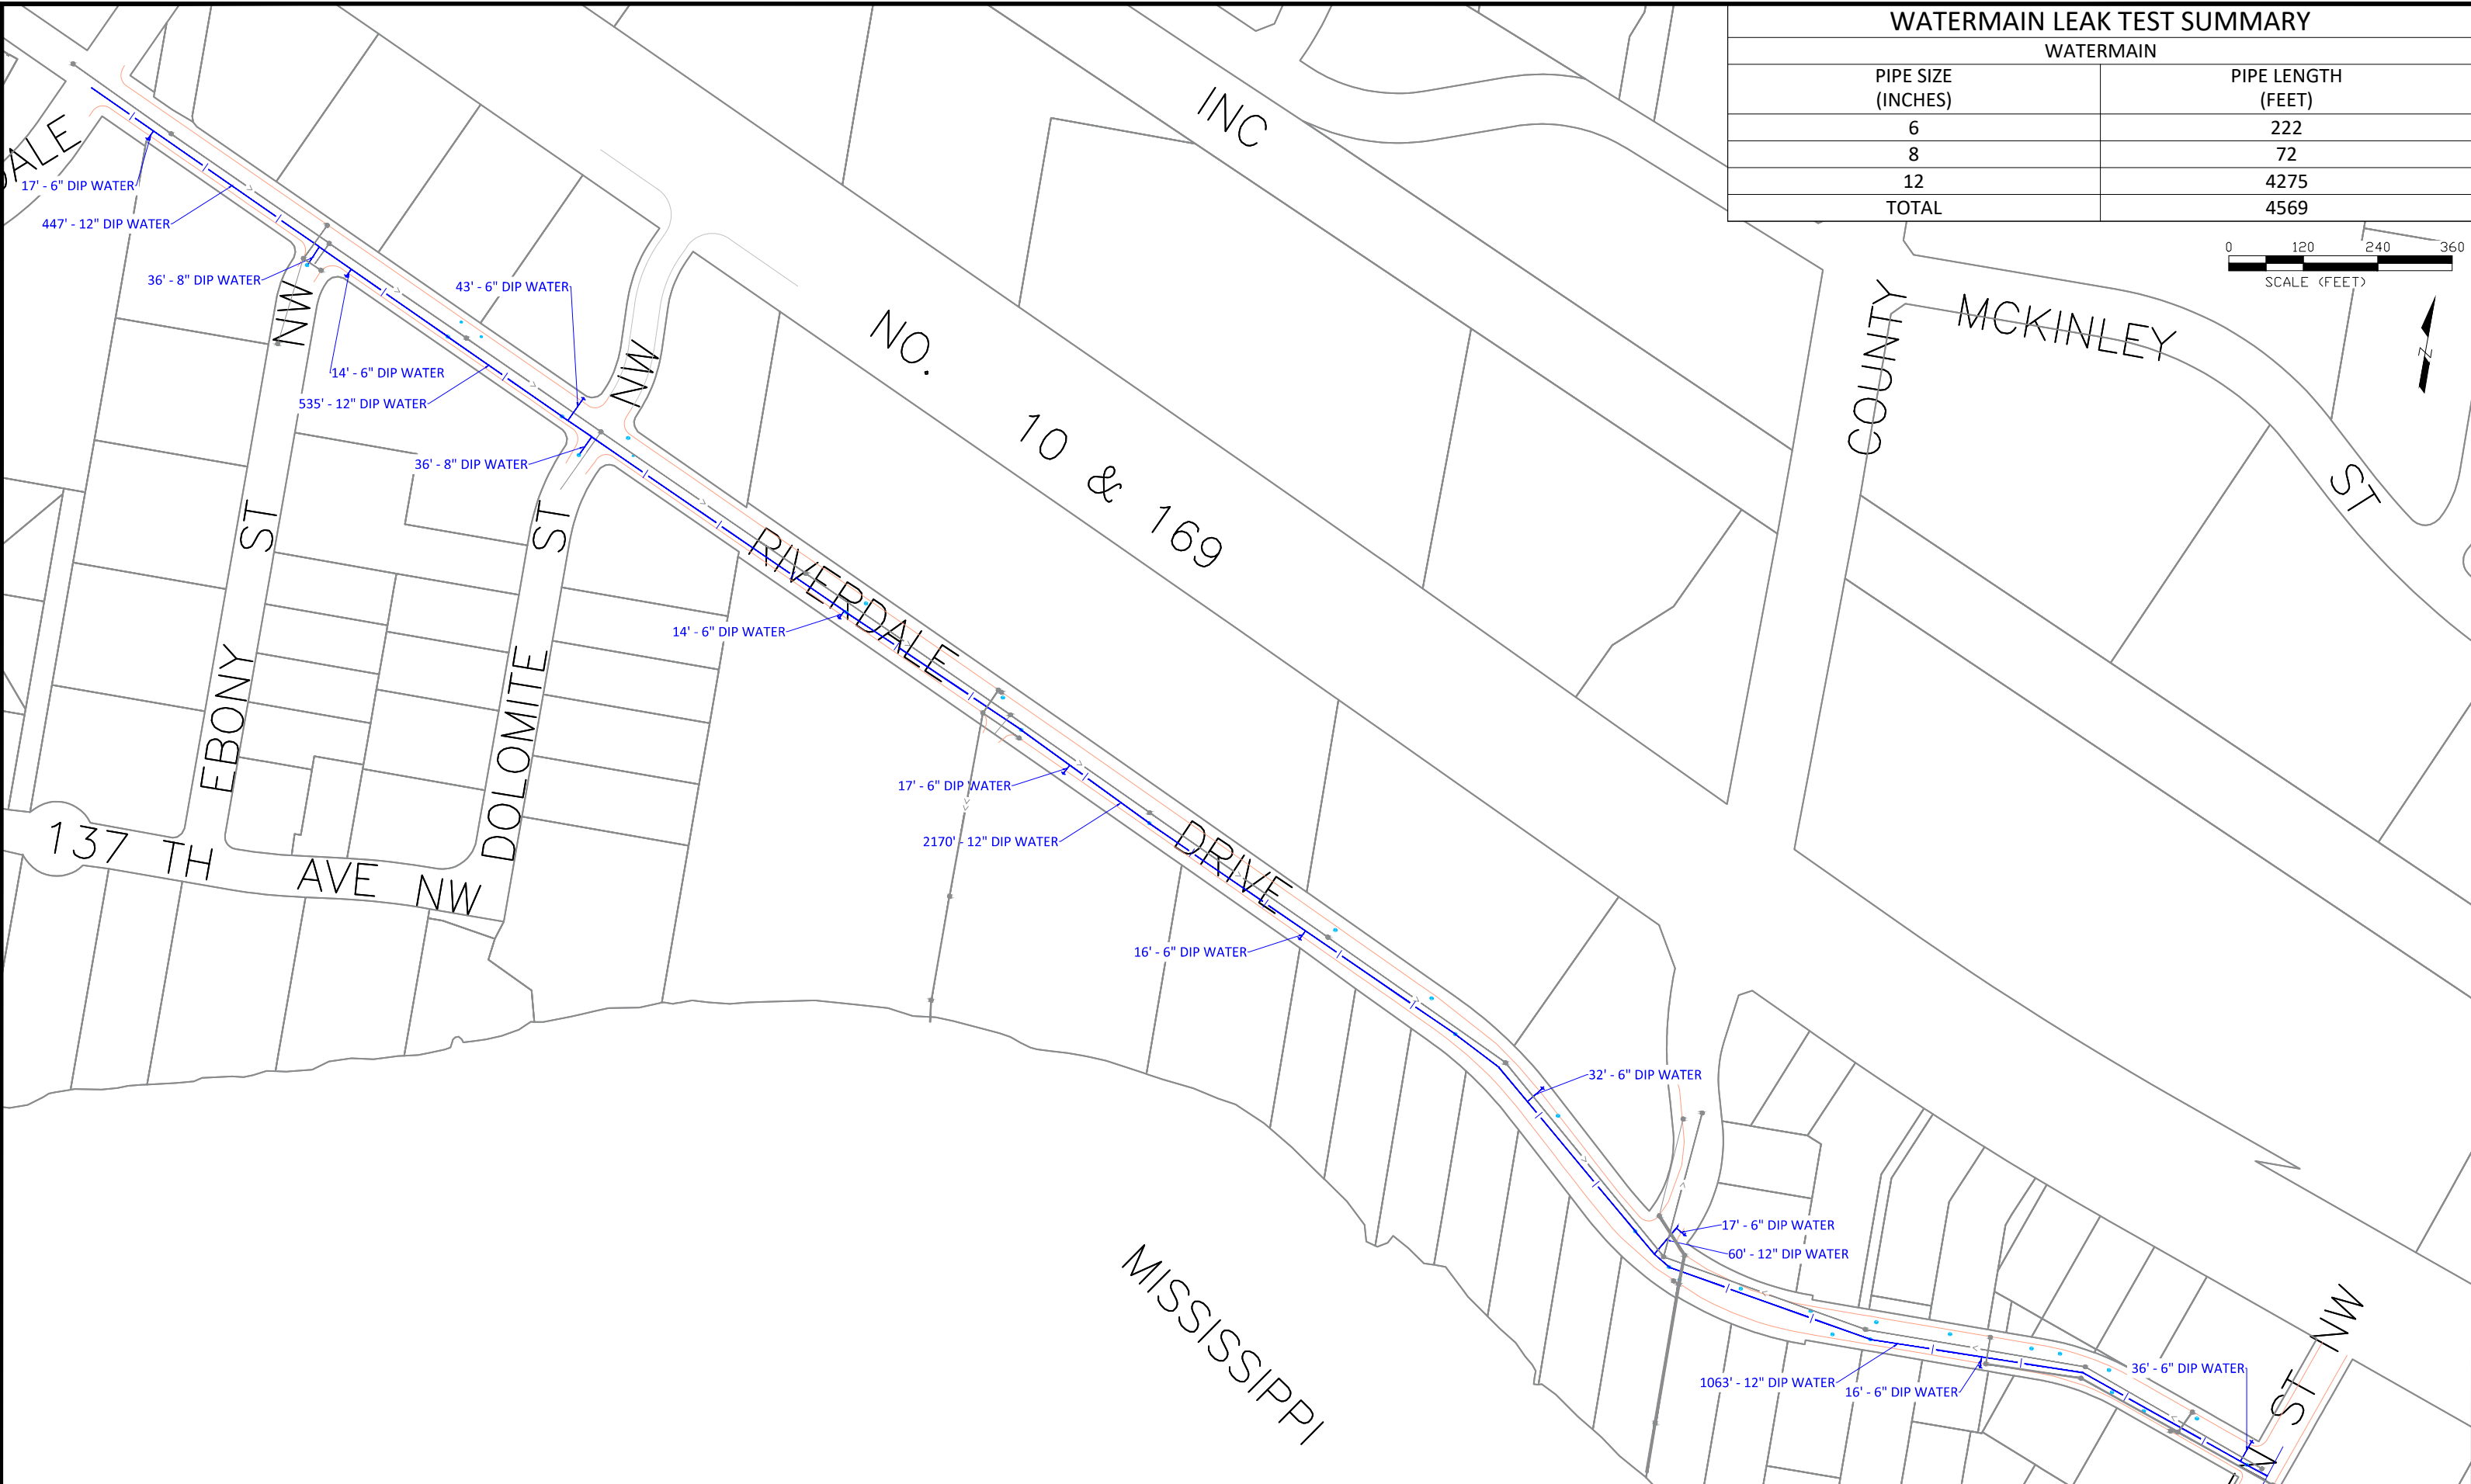 WATERMAIN LEAK TEST SUMMARY
WATERMAIN
PIPE SIZE (INCHES) PIPE LENGTH (FEET)
6 222
8 72
12 4275
TOTAL 4569
0 120 240 360
SCALE (FEET)
N
INC
NO. 10 & 169
COUNTY
MCKINLEY ST
17' - 6" DIP WATER
447' - 12" DIP WATER
36' - 8" DIP WATER
43' - 6" DIP WATER
14' - 6" DIP WATER
535' - 12" DIP WATER
36' - 8" DIP WATER
NW
NW
EBONY ST
DOLOMITE ST
137 TH AVE NW
RIVERDALE DRIVE
14' - 6" DIP WATER
17' - 6" DIP WATER
2170' - 12" DIP WATER
16' - 6" DIP WATER
32' - 6" DIP WATER
17' - 6" DIP WATER
60' - 12" DIP WATER
1063' - 12" DIP WATER
16' - 6" DIP WATER
36' - 6" DIP WATER
MISSISSIPPI
ST NW